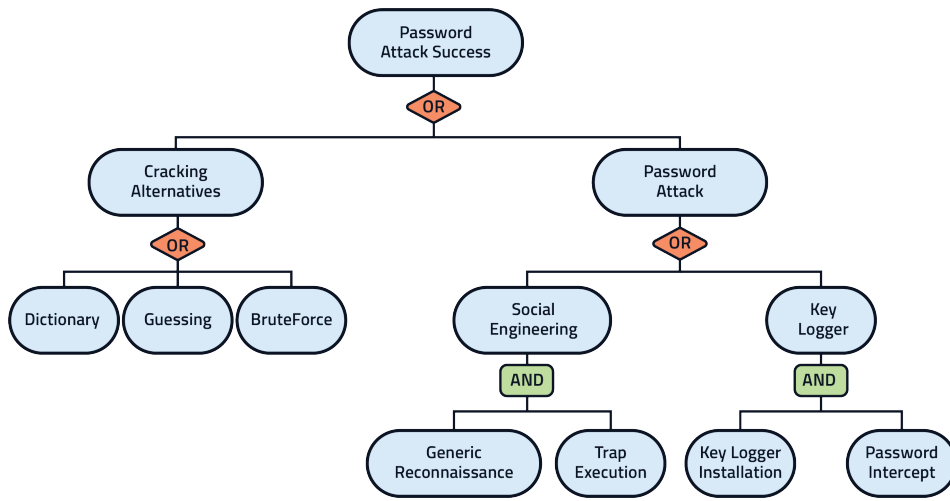 Password
Attack Success
OR
Cracking
Alternatives
Password
Attack
OR
OR
Dictionary
Guessing
BruteForce
Social
Engineering
Key
Logger
AND
AND
Generic
Reconnaissance
Trap
Execution
Key Logger
Installation
Password
Intercept